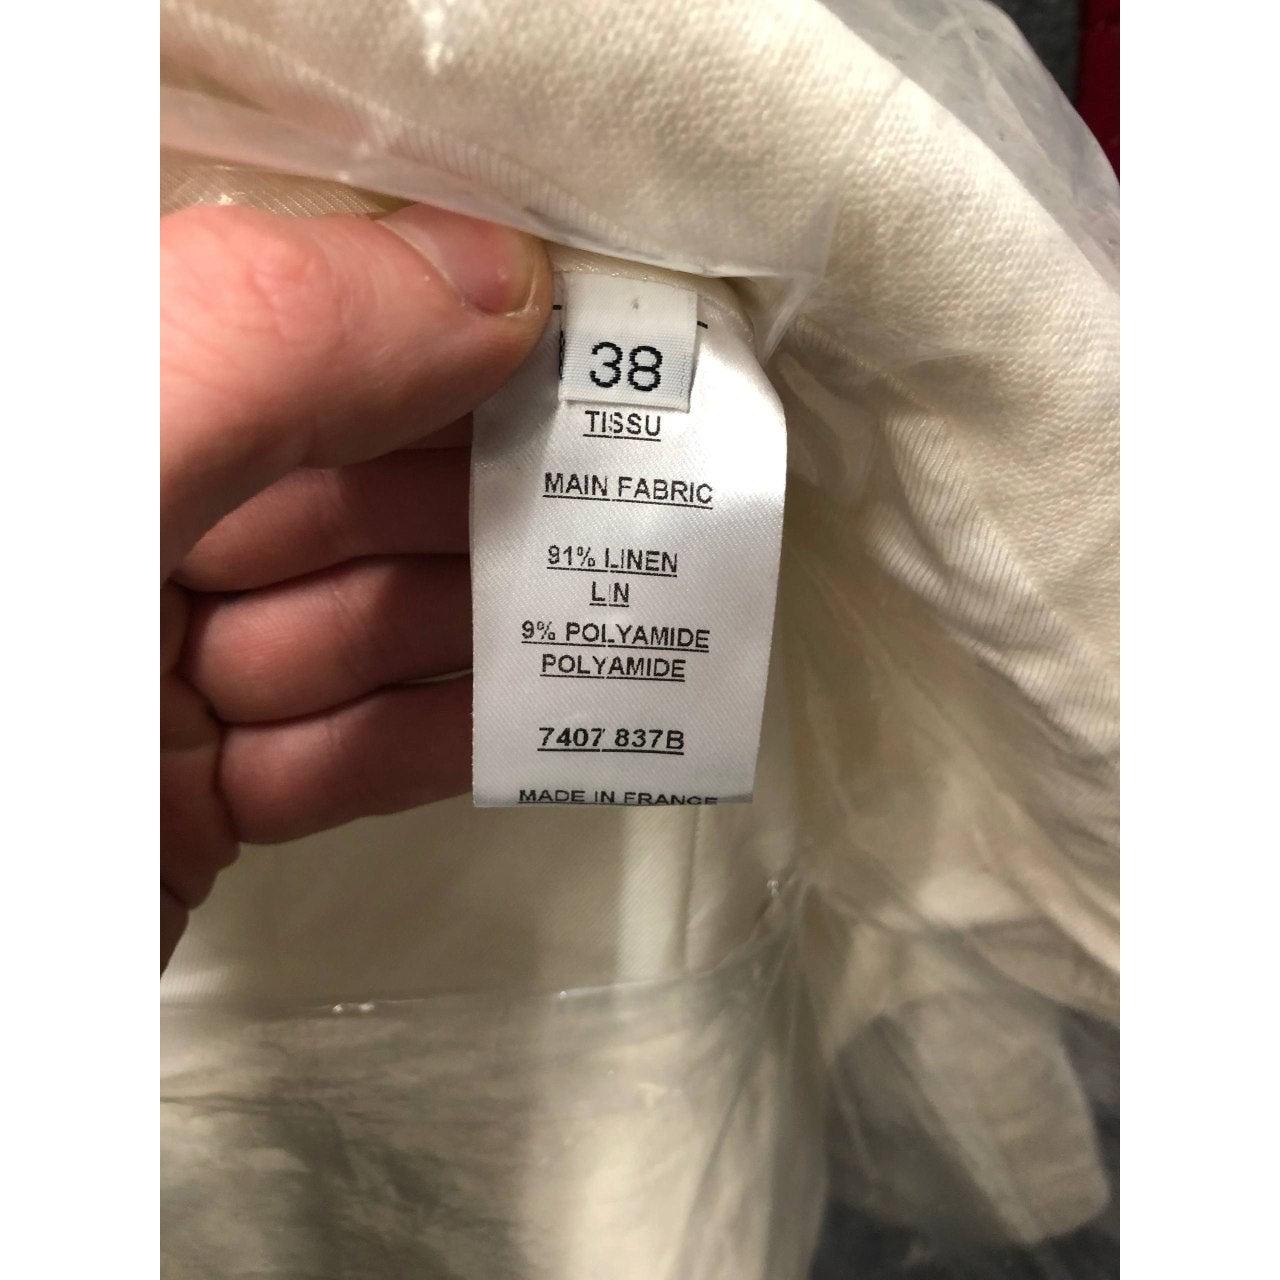 38
TISSU
MAIN FABRIC
91% LINEN
LIN
9% POLYAMIDE
POLYAMIDE
7407 837B
MADE IN FRANCE